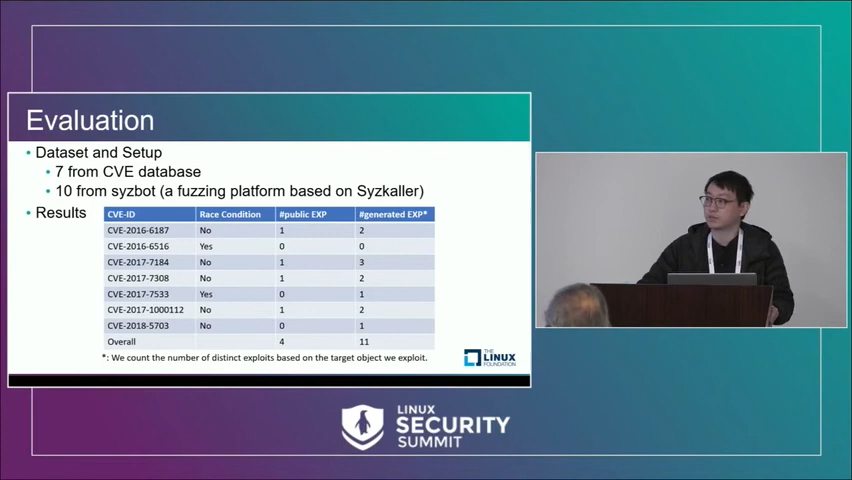 Evaluation
• Dataset and Setup
• 7 from CVE database
• 10 from syzbot (a fuzzing platform based on Syzkaller)
• Results
CVE-ID Race Condition #public EXP #generated EXP*
CVE-2016-6187 No 1 2
CVE-2016-6516 Yes 0 0
CVE-2017-7184 No 1 3
CVE-2017-7308 No 1 2
CVE-2017-7533 Yes 0 1
CVE-2017-1000112 No 1 2
CVE-2018-5703 No 0 1
Overall 4 11
*: We count the number of distinct exploits based on the target object we exploit.
THE
LINUX
FOUNDATION
LINUX
SECURITY
SUMMIT